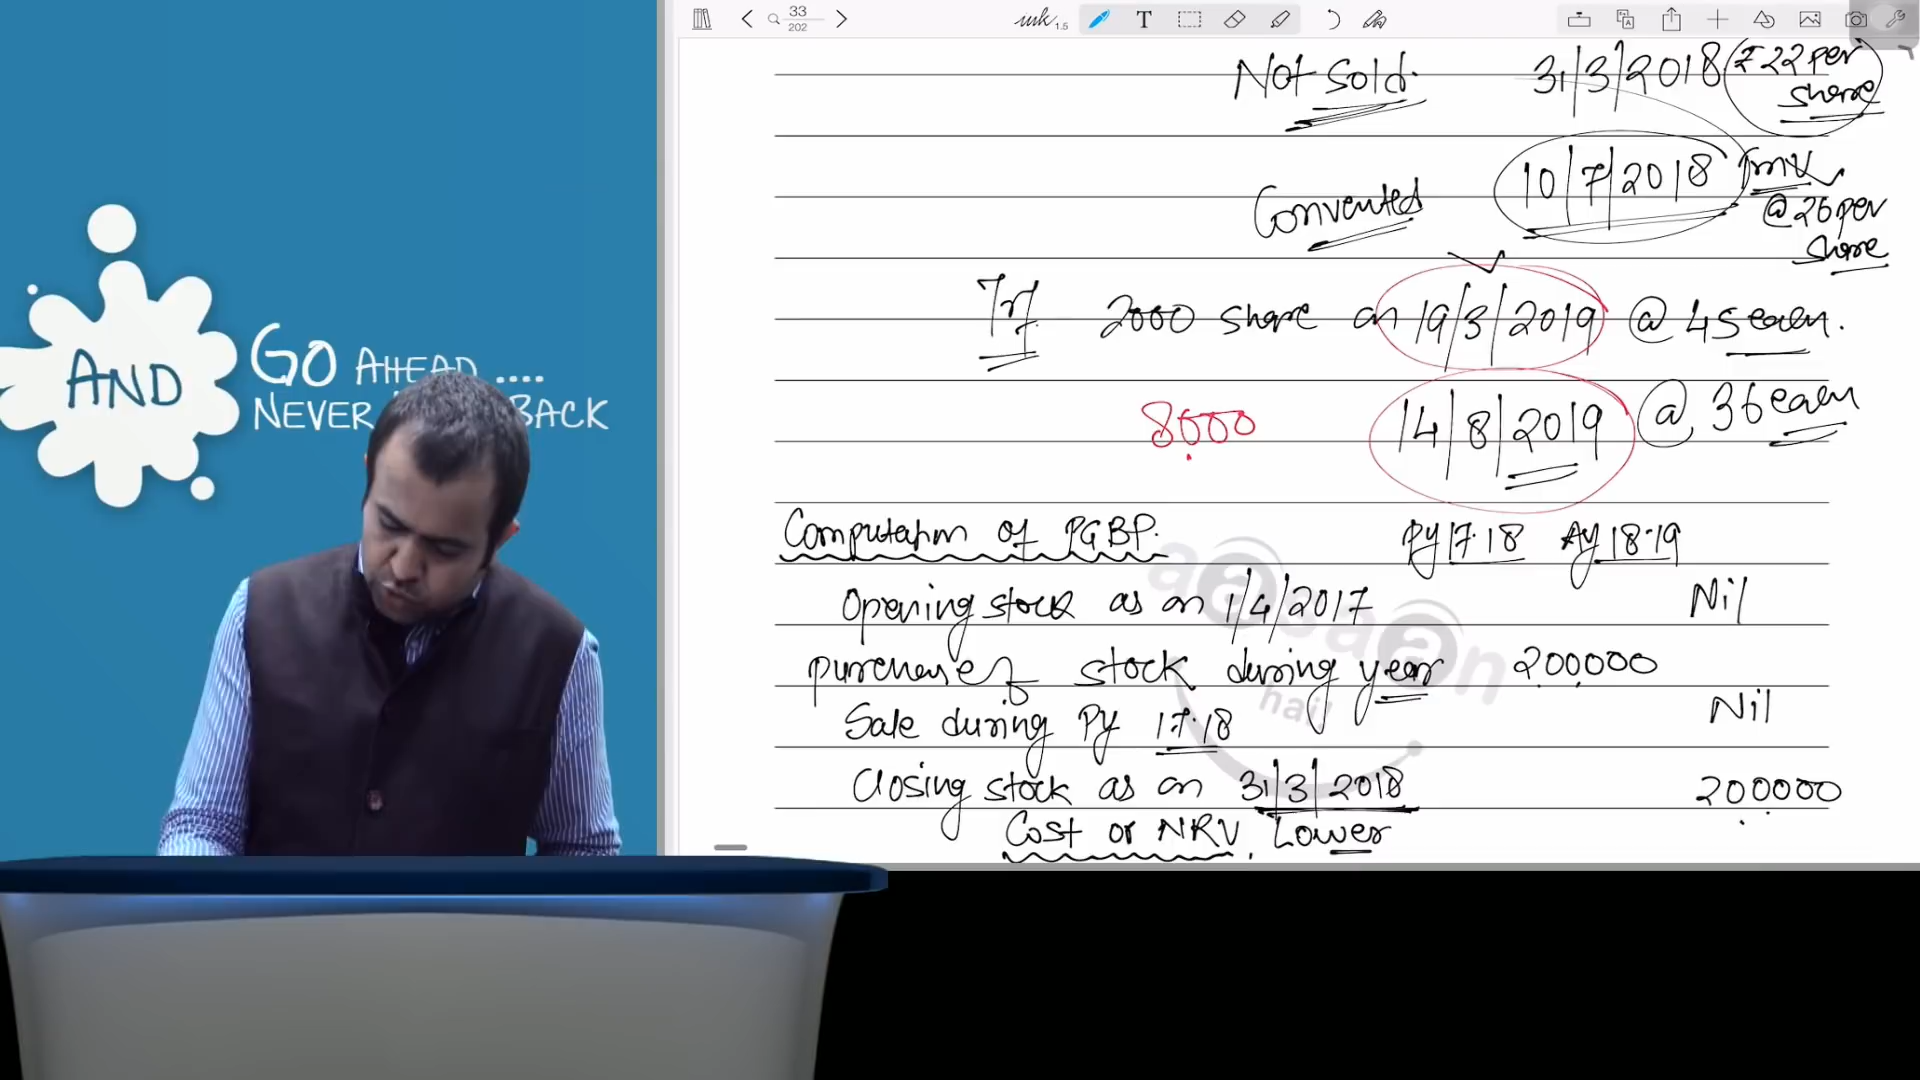 33
202
ink 1.5
T
Not Sold. 31/3/2018 ₹22 per share
Converted 10/7/2018 FMV @ 26 per share
Trf 2000 share on 19/3/2019 @ 45 each.
8000 14/8/2019 @ 36 each
Computation of PGBP. Py 17.18 Ay 18.19
Opening stock as on 1/4/2017 Nil
purchase of stock during year 200000
Sale during Py 17.18 Nil
Closing stock as on 31/3/2018 200000
Cost or NRV, Lower
AND
GO AHEAD ....
NEVER BACK